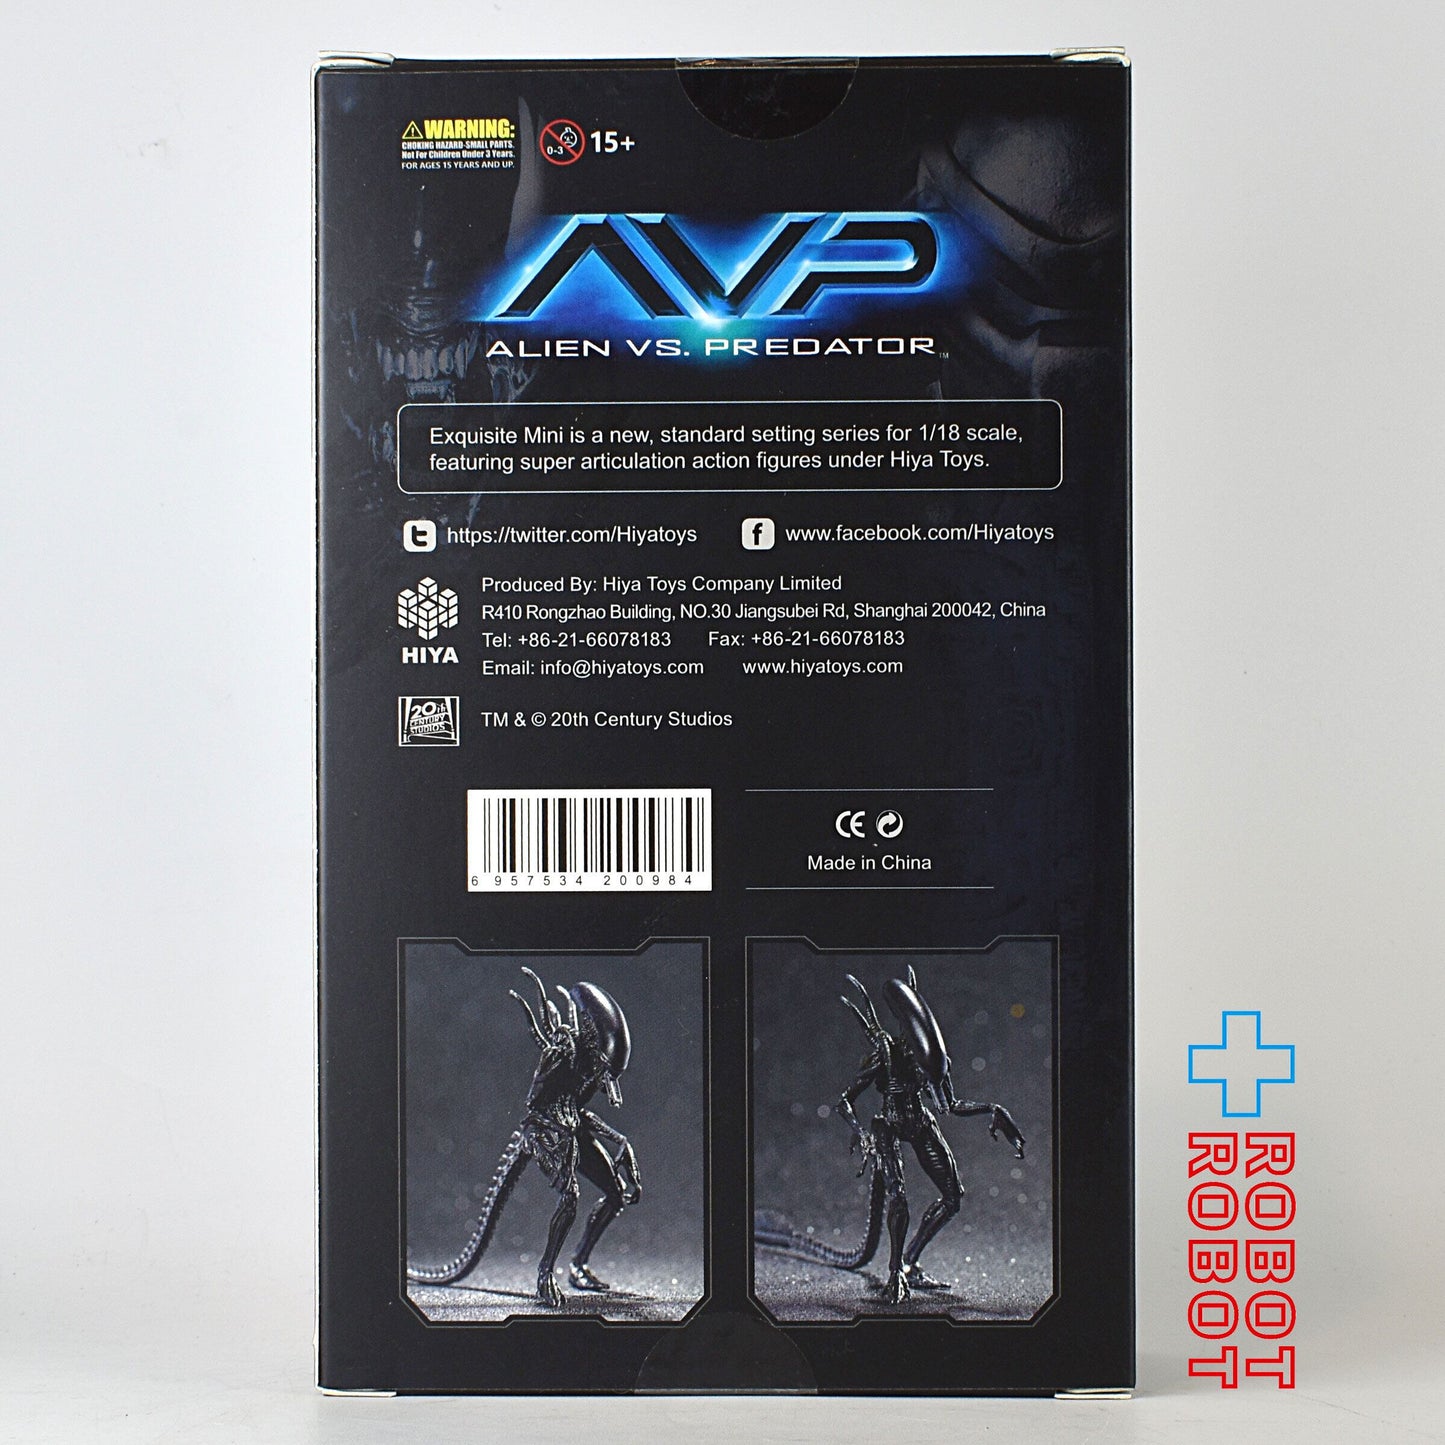 WARNING:
CHOKING HAZARD-SMALL PARTS.
Not For Children Under 3 Years.
FOR AGES 15 YEARS AND UP.
0-3
15+
AVP
ALIEN VS. PREDATOR™
Exquisite Mini is a new, standard setting series for 1/18 scale,
featuring super articulation action figures under Hiya Toys.
https://twitter.com/Hiyatoys
www.facebook.com/Hiyatoys
HIYA
Produced By: Hiya Toys Company Limited
R410 Rongzhao Building, NO.30 Jiangsubei Rd, Shanghai 200042, China
Tel: +86-21-66078183 Fax: +86-21-66078183
Email: info@hiyatoys.com www.hiyatoys.com
20th
CENTURY
STUDIOS
TM & © 20th Century Studios
6 957534 200984
CE
Made in China
ROBOT
ROBOT